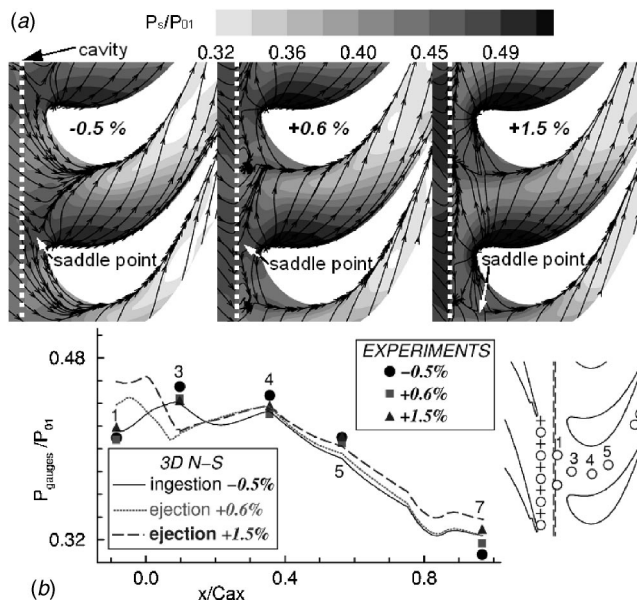 (a)
Ps/P01
cavity
0.32 0.36 0.40 0.45 0.49
-0.5 %
+0.6 %
+1.5 %
saddle point
saddle point
saddle point
0.48
0.32
Pgauges/P01
1
3
4
5
7
EXPERIMENTS
-0.5%
+0.6%
+1.5%
3D N-S
ingestion -0.5%
ejection +0.6%
ejection +1.5%
0.0 0.4 0.8
x/Cax
(b)
1
3
4
5